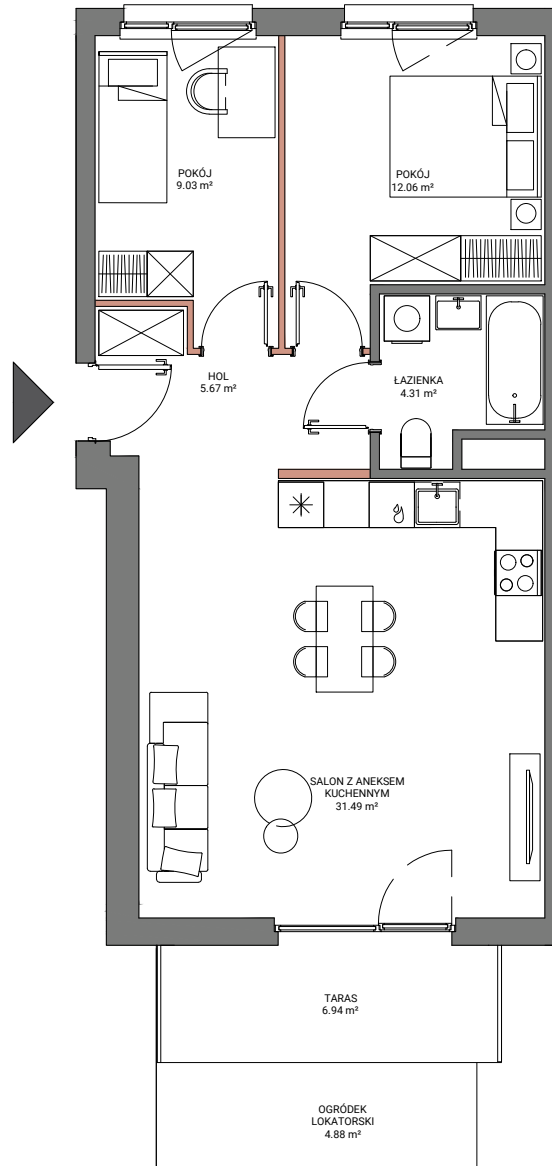 POKÓJ
9.03 m²
POKÓJ
12.06 m²
HOL
5.67 m²
ŁAZIENKA
4.31 m²
SALON Z ANEKSEM
KUCHENNYM
31.49 m²
TARAS
6.94 m²
OGRÓDEK
LOKATORSKI
4.88 m²